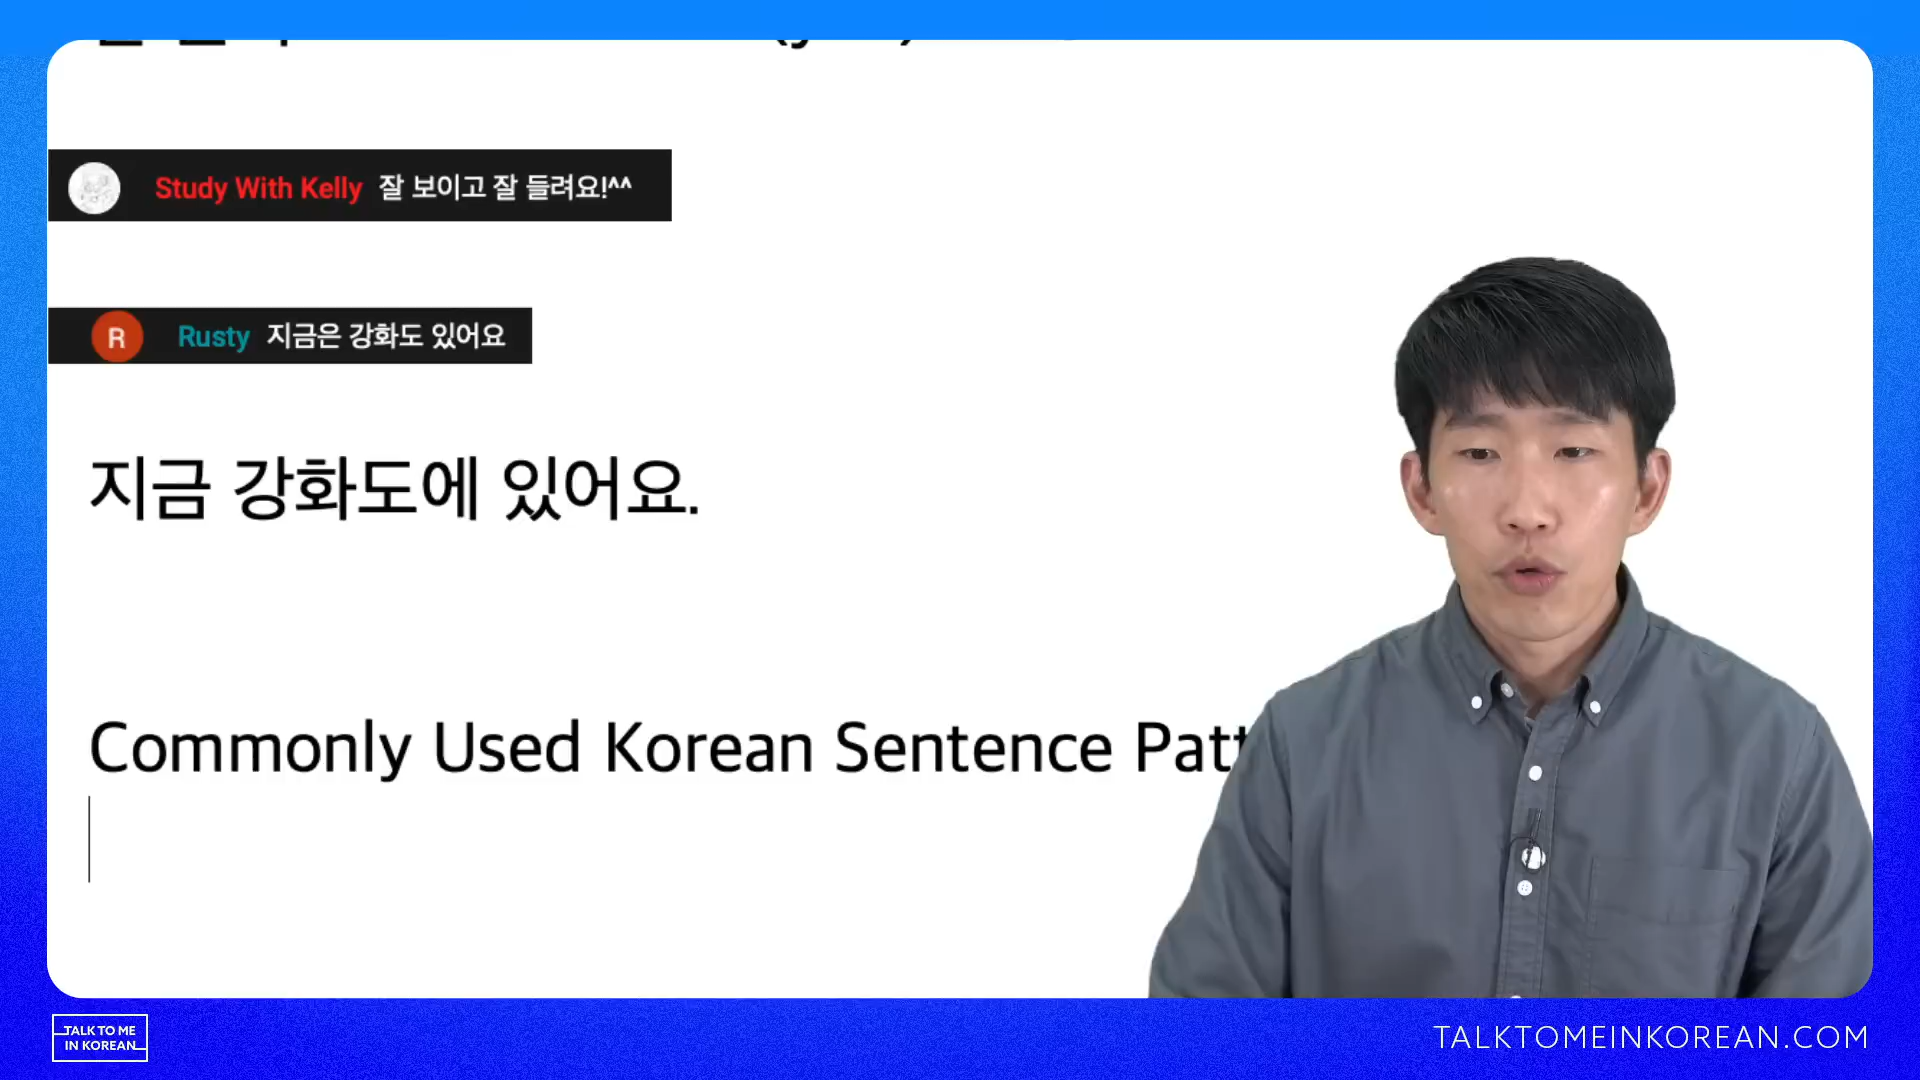 Study With Kelly 잘 보이고 잘 들려요!^^
R Rusty 지금은 강화도 있어요
지금 강화도에 있어요.
Commonly Used Korean Sentence Patt
TALK TO ME
IN KOREAN
TALKTOMEINKOREAN.COM